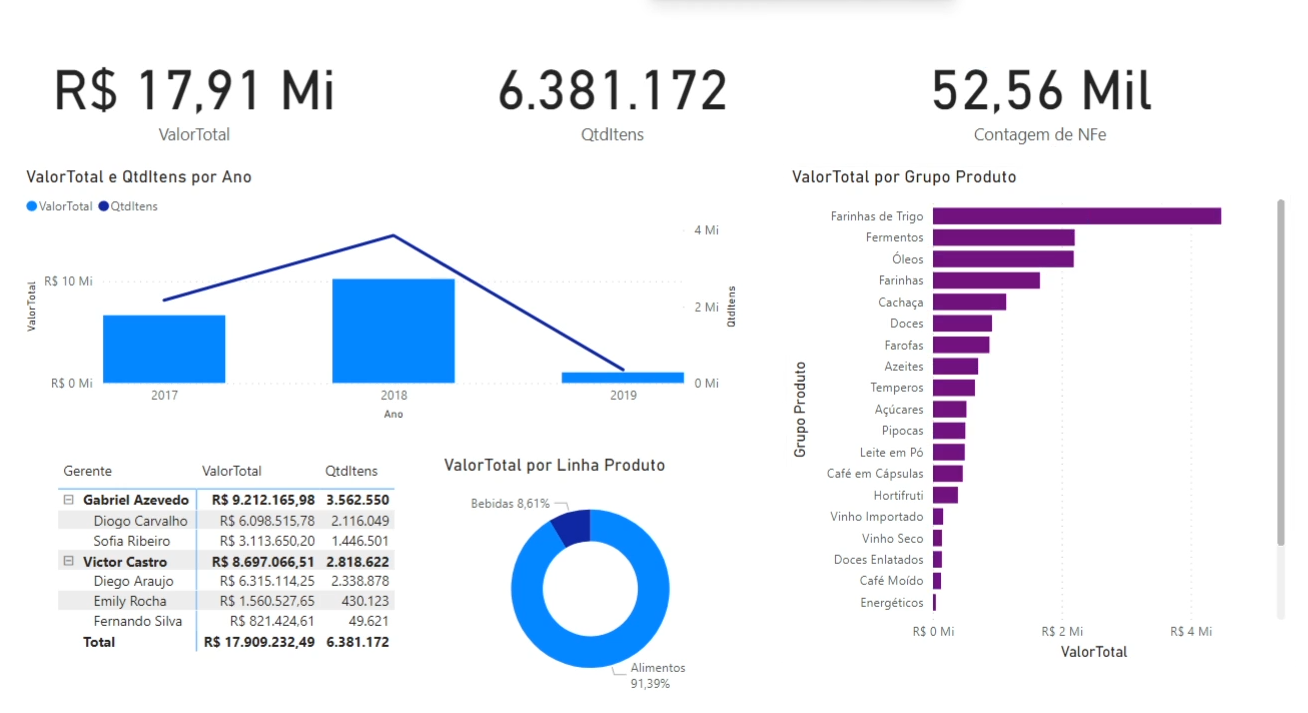 R$ 17,91 Mi
ValorTotal
6.381.172
QtdItens
52,56 Mil
Contagem de NFe
ValorTotal e QtdItens por Ano
ValorTotal QtdItens
ValorTotal
R$ 10 Mi
R$ 0 Mi
4 Mi
2 Mi
0 Mi
QtdItens
2017 2018 2019
Ano
ValorTotal por Grupo Produto
Grupo Produto
Farinhas de Trigo
Fermentos
Óleos
Farinhas
Cachaça
Doces
Farofas
Azeites
Temperos
Açúcares
Pipocas
Leite em Pó
Café em Cápsulas
Hortifruti
Vinho Importado
Vinho Seco
Doces Enlatados
Café Moído
Energéticos
R$ 0 Mi R$ 2 Mi R$ 4 Mi
ValorTotal
Gerente ValorTotal QtdItens
Gabriel Azevedo R$ 9.212.165,98 3.562.550
Diogo Carvalho R$ 6.098.515,78 2.116.049
Sofia Ribeiro R$ 3.113.650,20 1.446.501
Victor Castro R$ 8.697.066,51 2.818.622
Diego Araujo R$ 6.315.114,25 2.338.878
Emily Rocha R$ 1.560.527,65 430.123
Fernando Silva R$ 821.424,61 49.621
Total R$ 17.909.232,49 6.381.172
ValorTotal por Linha Produto
Bebidas 8,61%
Alimentos
91,39%